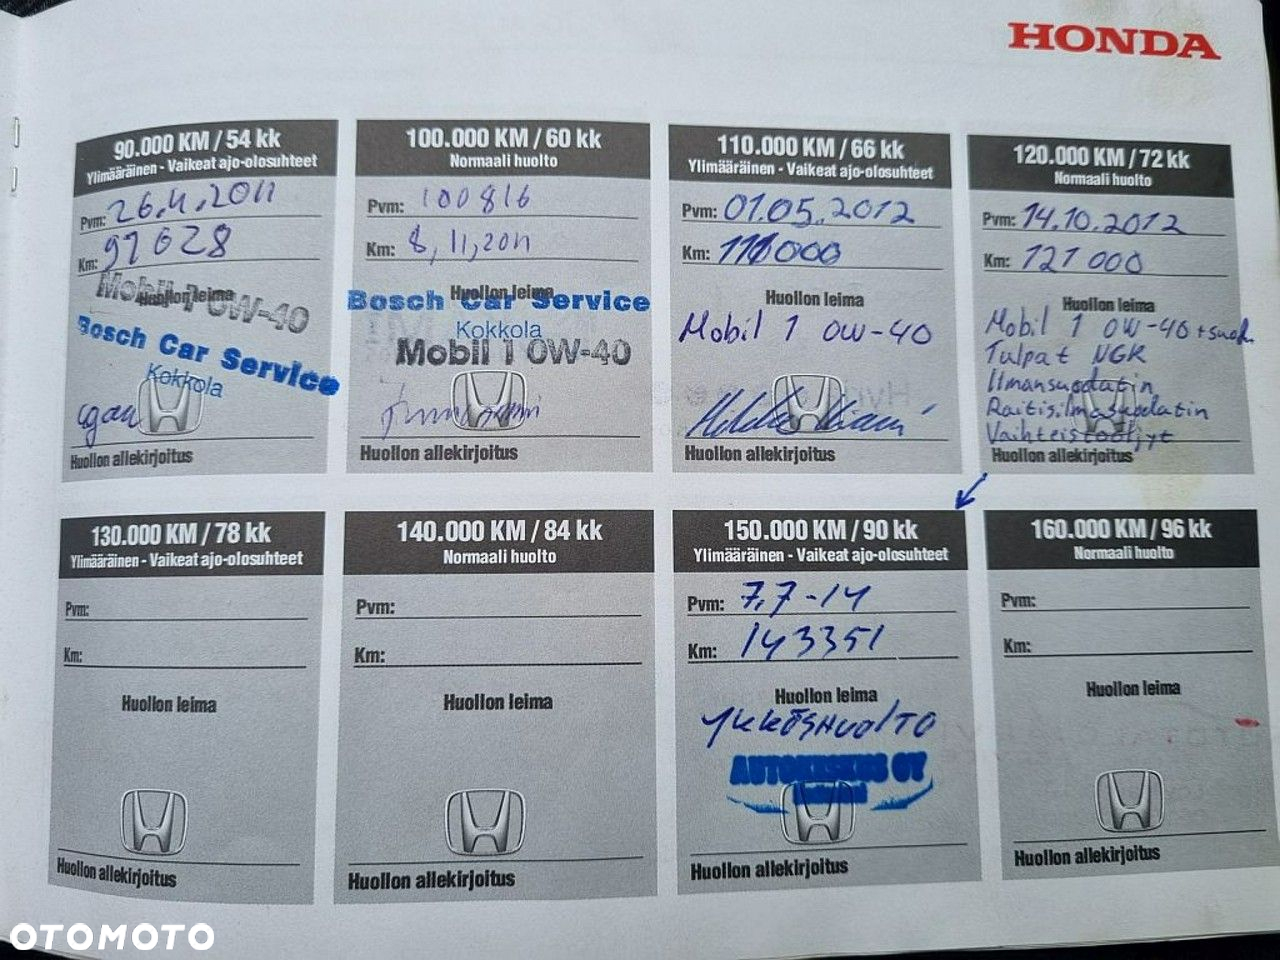 HONDA
90.000 KM / 54 kk
Ylimääräinen - Vaikeat ajo-olosuhteet
Pvm: 26.4.2011
Km: 91628
Huollon leima
Mobil 1 0W-40
Bosch Car Service
Kokkola
Huollon allekirjoitus
100.000 KM / 60 kk
Normaali huolto
Pvm: 100816
Km: 8,11,2011
Huollon leima
Bosch Car Service
Kokkola
Mobil 1 0W-40
Huollon allekirjoitus
110.000 KM / 66 kk
Ylimääräinen - Vaikeat ajo-olosuhteet
Pvm: 01.05.2012
Km: 111000
Huollon leima
Mobil 1 0W-40
Huollon allekirjoitus
120.000 KM / 72 kk
Normaali huolto
Pvm: 14.10.2012
Km: 121 000
Huollon leima
Mobil 1 0W-40 + suod.
Tulpat NGK
Ilmansuodatin
Raitisilmasuodatin
Vaihteistoöljyt
Huollon allekirjoitus
130.000 KM / 78 kk
Ylimääräinen - Vaikeat ajo-olosuhteet
Pvm:
Km:
Huollon leima
Huollon allekirjoitus
140.000 KM / 84 kk
Normaali huolto
Pvm:
Km:
Huollon leima
Huollon allekirjoitus
150.000 KM / 90 kk
Ylimääräinen - Vaikeat ajo-olosuhteet
Pvm: 7.7-14
Km: 143351
Huollon leima
YKKÖSHUOLTO
AUTOKESKUS OY
Huollon allekirjoitus
160.000 KM / 96 kk
Normaali huolto
Pvm:
Km:
Huollon leima
Huollon allekirjoitus
OTOMOTO